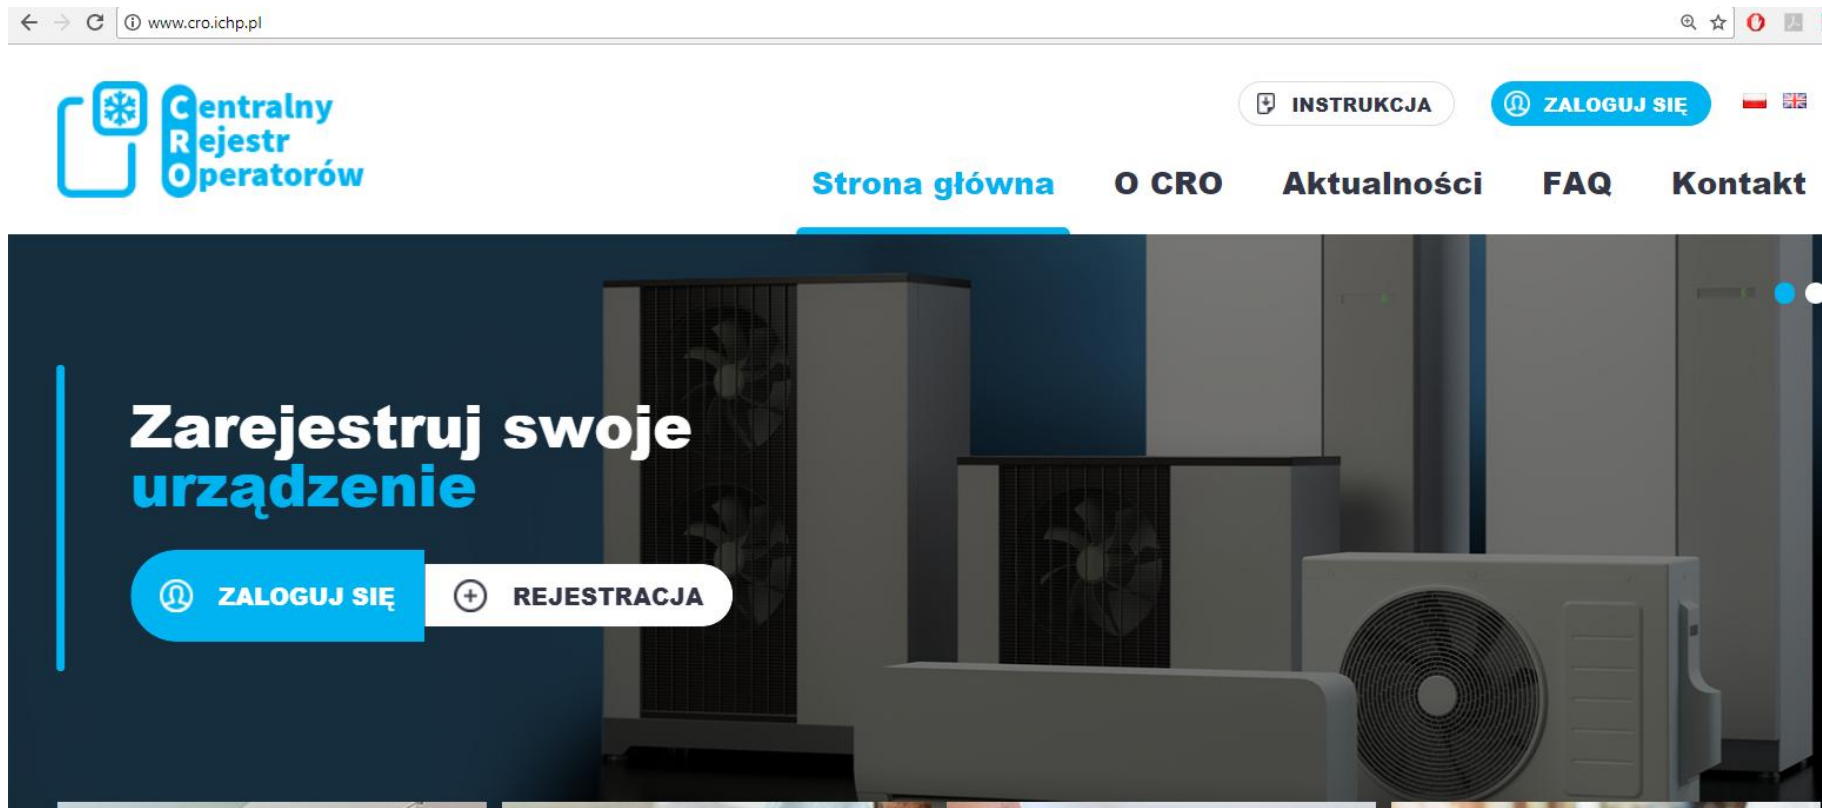 www.cro.ichp.pl
Centralny
Rejestr
Operatorów
INSTRUKCJA
ZALOGUJ SIĘ
Strona główna
O CRO
Aktualności
FAQ
Kontakt
Zarejestruj swoje
urządzenie
ZALOGUJ SIĘ
REJESTRACJA